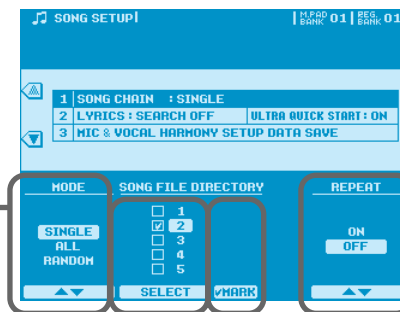 SONG SETUP
M.PAD BANK 01 REG. BANK 01
1 SONG CHAIN : SINGLE
2 LYRICS : SEARCH OFF ULTRA QUICK START : ON
3 MIC & VOCAL HARMONY SETUP DATA SAVE
MODE SONG FILE DIRECTORY REPEAT
1
SINGLE 2 ON
ALL 3 OFF
RANDOM 4
5
▲▼ SELECT ✓MARK ▲▼